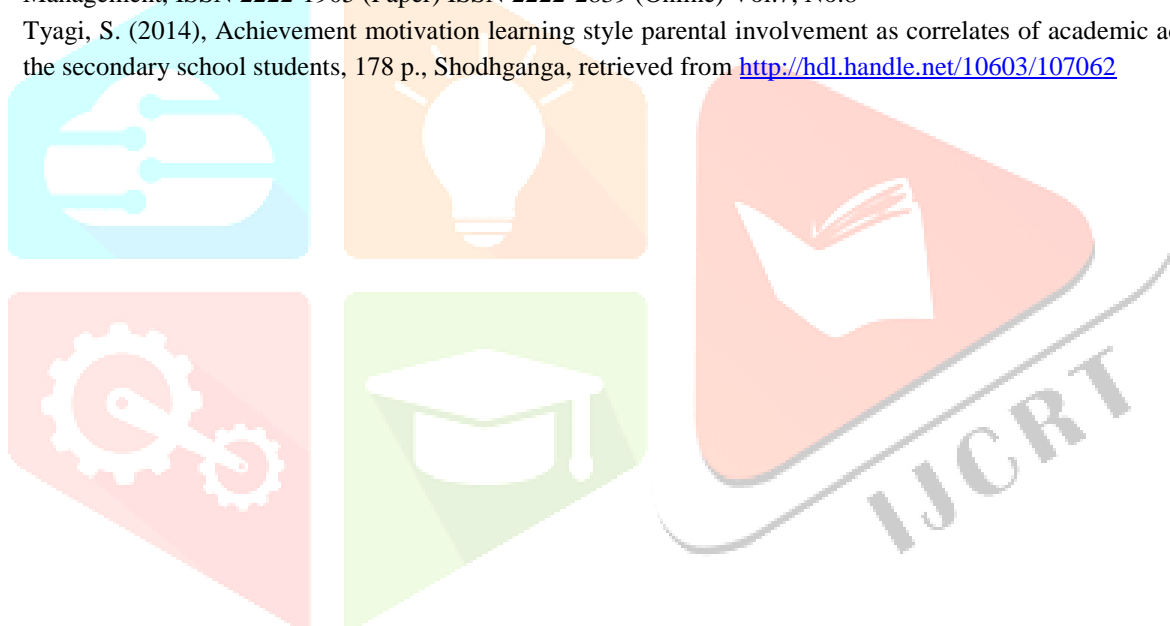 Management, ISSN 2222-1905 (Paper) ISSN 2222-2839 (Online) Vol.7, No.8
Tyagi, S. (2014), Achievement motivation learning style parental involvement as correlates of academic
the secondary school students, 178 p., Shodhganga, retrieved from http://hdl.handle.net/10603/107062
IJCRT